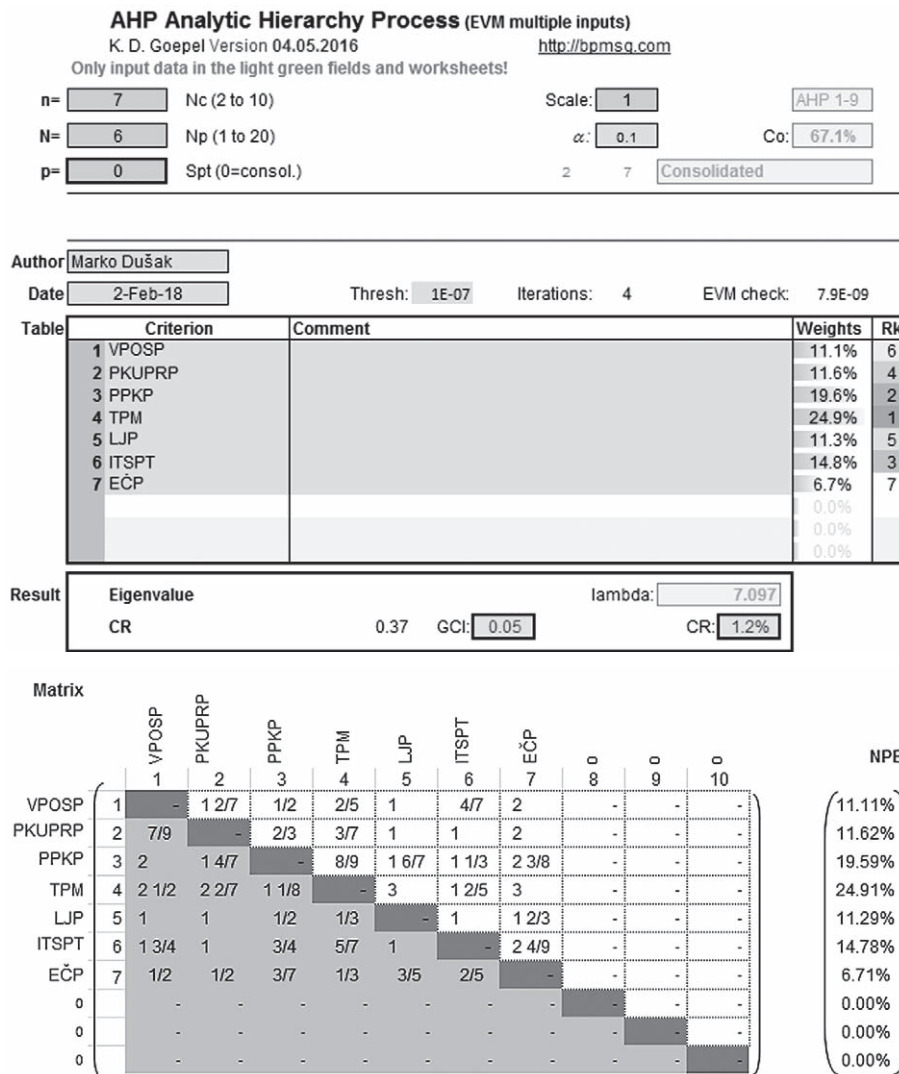 AHP Analytic Hierarchy Process (EVM multiple inputs)
K. D. Goepel Version 04.05.2016 http://bpmsg.com
Only input data in the light green fields and worksheets!
n= 7 Nc (2 to 10) Scale: 1 AHP 1-9
N= 6 Np (1 to 20) α: 0.1 Co: 67.1%
p= 0 Spt (0=consol.) 2 7 Consolidated
Author Marko Dušak
Date 2-Feb-18 Thresh: 1E-07 Iterations: 4 EVM check: 7.9E-09
Table Criterion Comment Weights Rk
1 VPOSP 11.1% 6
2 PKUPRP 11.6% 4
3 PPKP 19.6% 2
4 TPM 24.9% 1
5 LJP 11.3% 5
6 ITSPT 14.8% 3
7 EČP 6.7% 7
0.0%
0.0%
0.0%
Result Eigenvalue lambda: 7.097
CR 0.37 GCI: 0.05 CR: 1.2%
Matrix
VPOSP PKUPRP PPKP TPM LJP ITSPT EČP 0 0 0 NPE
1 2 3 4 5 6 7 8 9 10
VPOSP 1 - 1 2/7 1/2 2/5 1 4/7 2 - - - 11.11%
PKUPRP 2 7/9 - 2/3 3/7 1 1 2 - - - 11.62%
PPKP 3 2 1 4/7 - 8/9 1 6/7 1 1/3 2 3/8 - - - 19.59%
TPM 4 2 1/2 2 2/7 1 1/8 - 3 1 2/5 3 - - - 24.91%
LJP 5 1 1 1/2 1/3 - 1 1 2/3 - - - 11.29%
ITSPT 6 1 3/4 1 3/4 5/7 1 - 2 4/9 - - - 14.78%
EČP 7 1/2 1/2 3/7 1/3 3/5 2/5 - - - - 6.71%
0 - - - - - - - - - - 0.00%
0 - - - - - - - - - - 0.00%
0 - - - - - - - - - - 0.00%